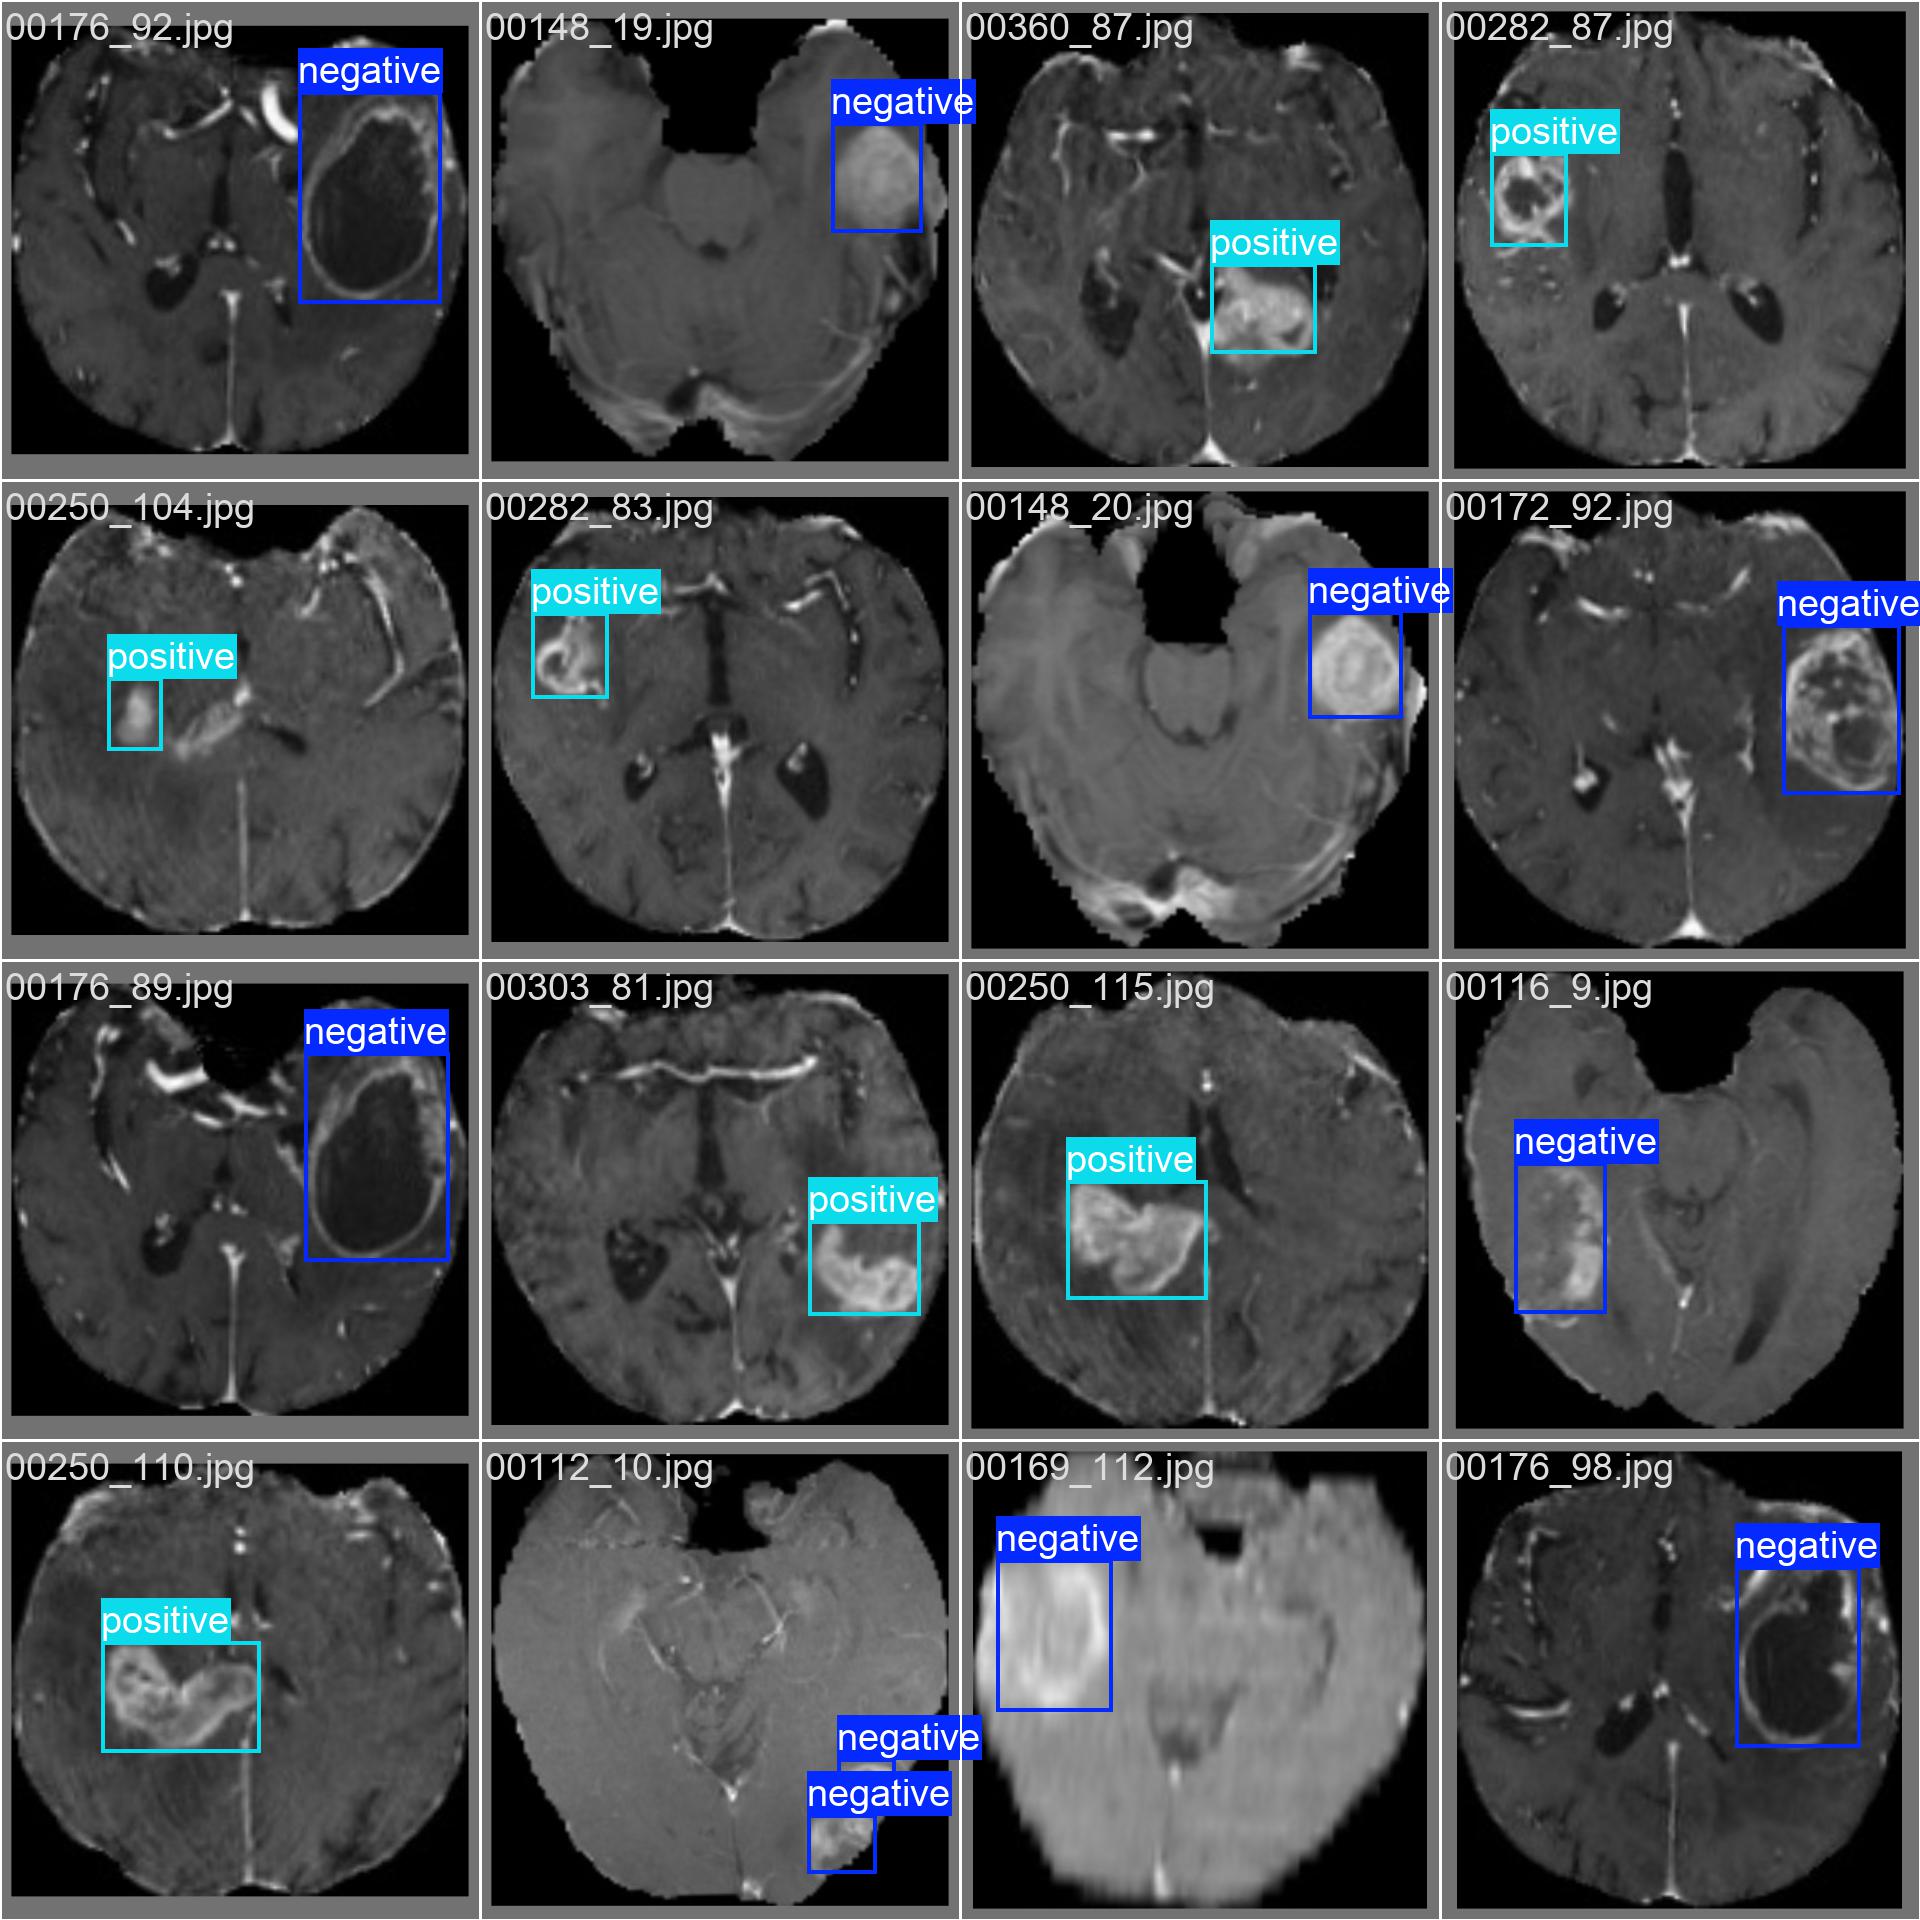 00176_92.jpg
negative
00148_19.jpg
negative
00360_87.jpg
positive
00282_87.jpg
positive
00250_104.jpg
positive
00282_83.jpg
positive
00148_20.jpg
negative
00172_92.jpg
negative
00176_89.jpg
negative
00303_81.jpg
positive
00250_115.jpg
positive
00116_9.jpg
negative
00250_110.jpg
positive
00112_10.jpg
negative
negative
00169_112.jpg
negative
00176_98.jpg
negative